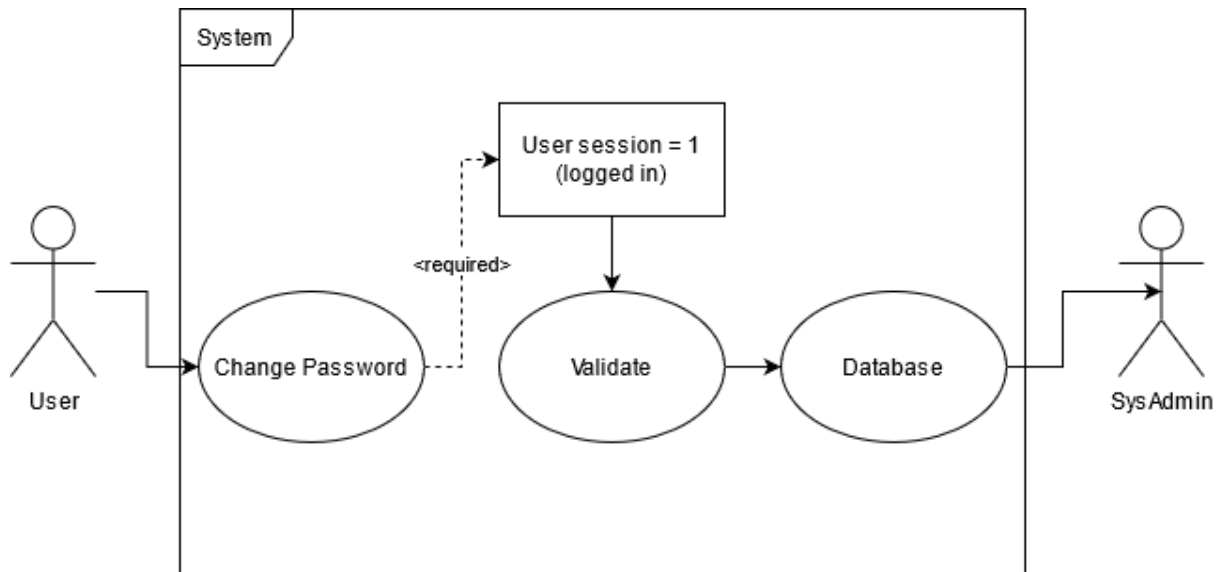 System
User session = 1
(logged in)
<required>
Change Password
Validate
Database
User
SysAdmin